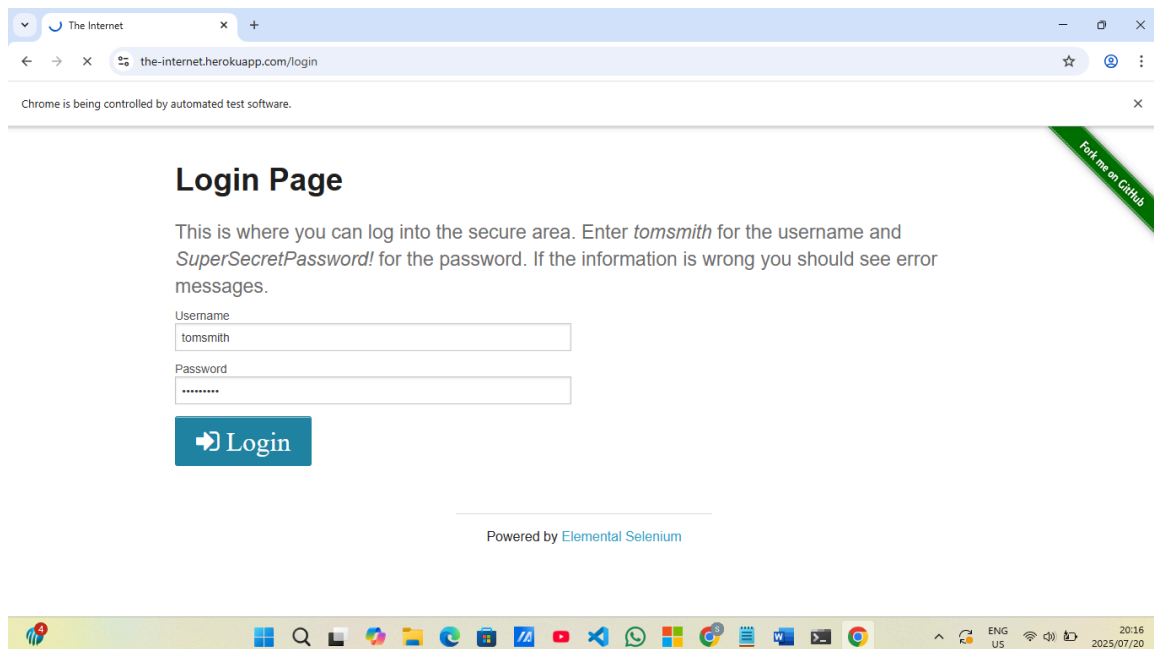 The Internet
the-internet.herokuapp.com/login
Chrome is being controlled by automated test software.
Fork me on GitHub
Login Page
This is where you can log into the secure area. Enter tomsmith for the username and
SuperSecretPassword! for the password. If the information is wrong you should see error
messages.
Username
tomsmith
Password
•••••••••
Login
Powered by Elemental Selenium
4
S
ENG
US
20:16
2025/07/20